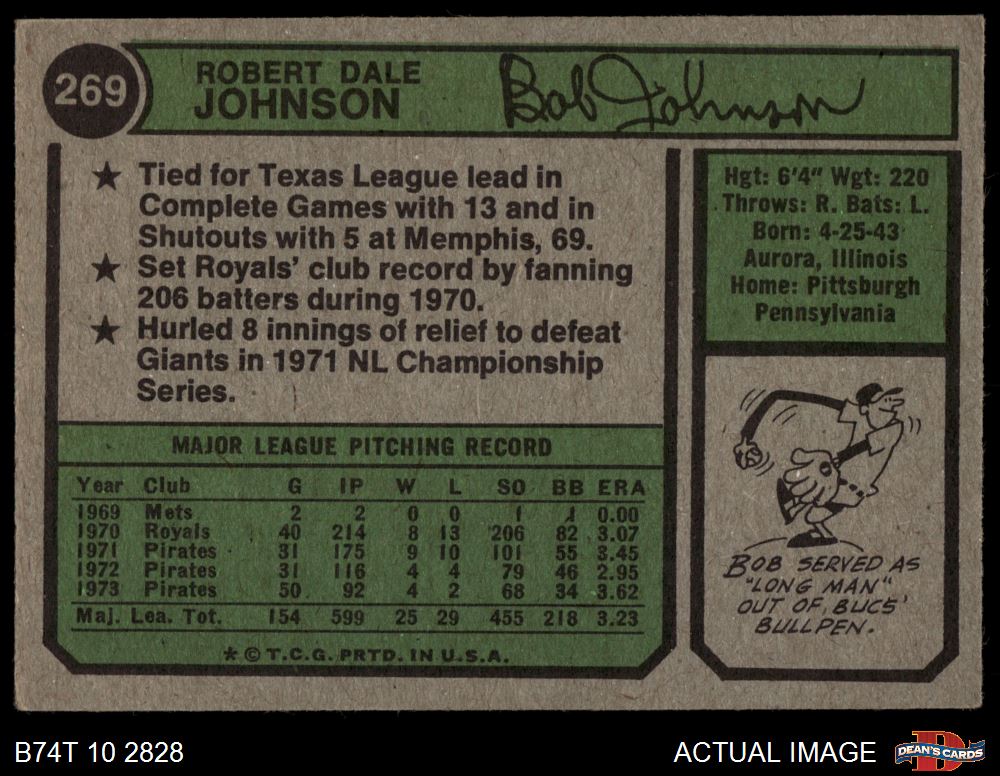 269
ROBERT DALE
JOHNSON
Bob Johnson
★ Tied for Texas League lead in
Complete Games with 13 and in
Shutouts with 5 at Memphis, 69.
★ Set Royals' club record by fanning
206 batters during 1970.
★ Hurled 8 innings of relief to defeat
Giants in 1971 NL Championship
Series.
Hgt: 6'4" Wgt: 220
Throws: R. Bats: L.
Born: 4-25-43
Aurora, Illinois
Home: Pittsburgh
Pennsylvania
MAJOR LEAGUE PITCHING RECORD
Year Club G IP W L SO BB ERA
1969 Mets 2 2 0 0 1 1 0.00
1970 Royals 40 214 8 13 206 82 3.07
1971 Pirates 31 175 9 10 101 55 3.45
1972 Pirates 31 116 4 4 79 46 2.95
1973 Pirates 50 92 4 2 68 34 3.62
Maj. Lea. Tot. 154 599 25 29 455 218 3.23
★ © T.C.G. PRTD. IN U.S.A.
BOB SERVED AS
"LONG MAN"
OUT OF BUCS'
BULLPEN.
B74T 10 2828
ACTUAL IMAGE
DEAN'S CARDS